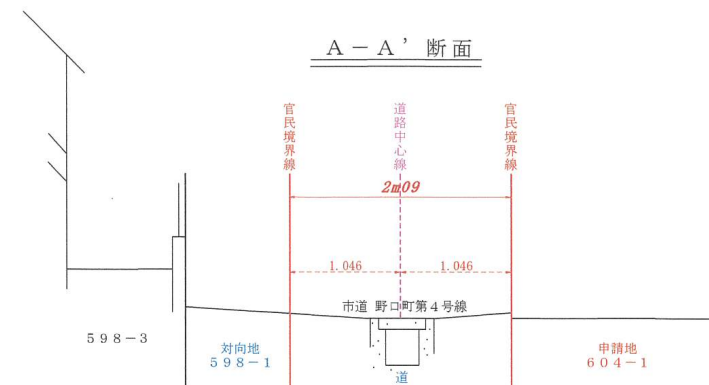 A－A’断面
官民境界線
道路中心線
官民境界線
2m09
1.046
1.046
市道 野口町第4号線
598－3
対向地
598－1
道
申請地
604－1